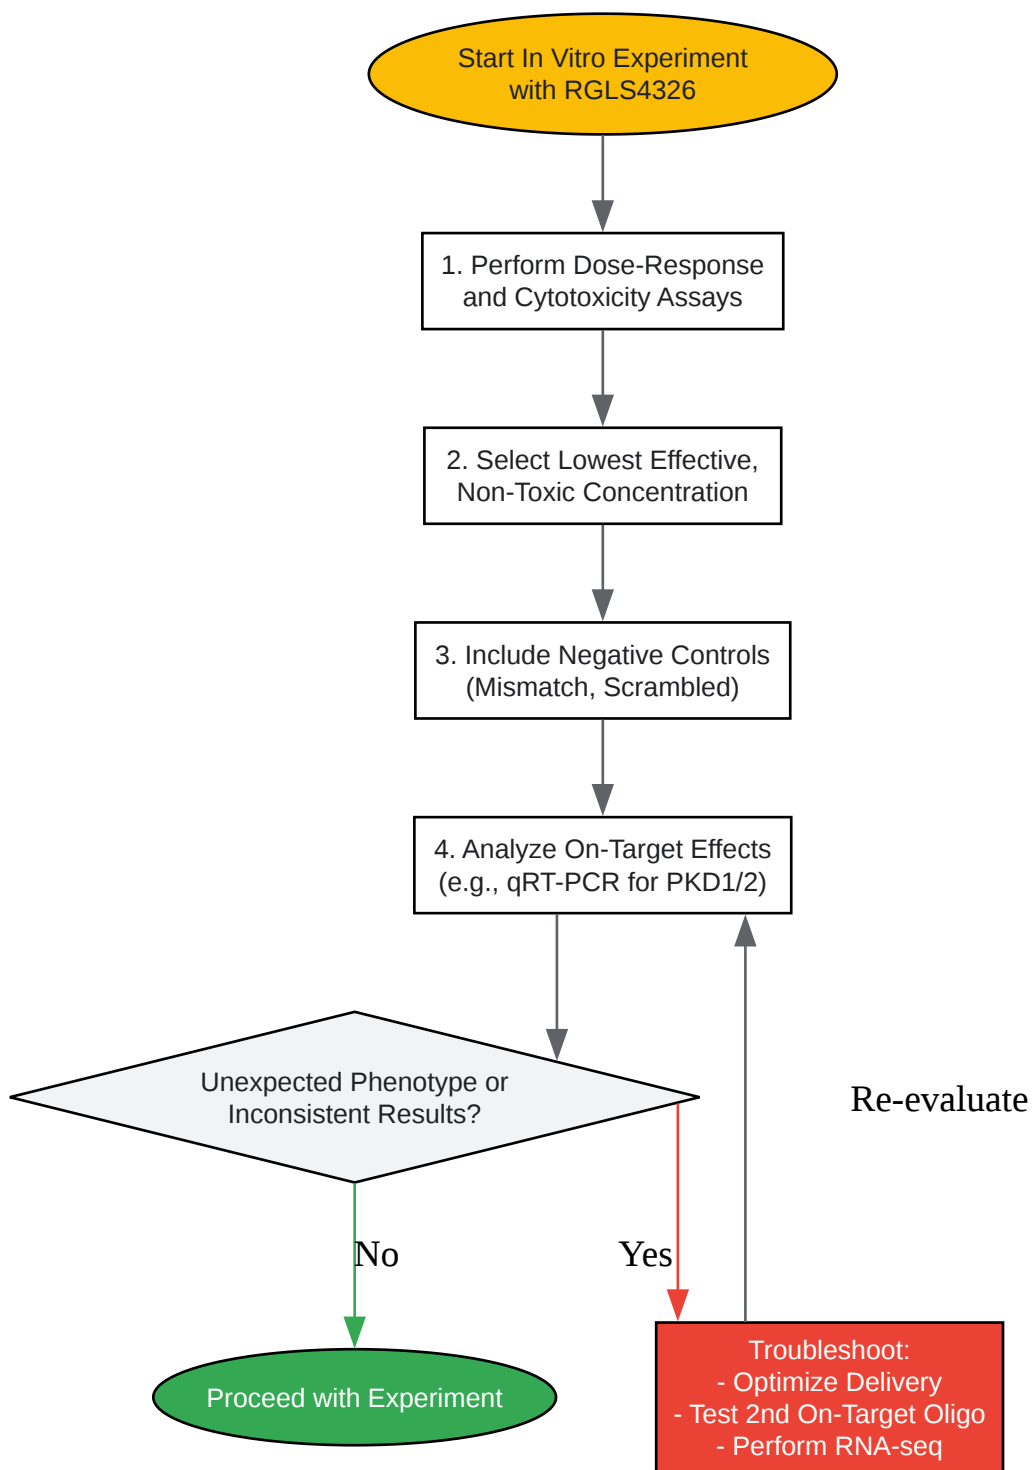 Start In Vitro Experiment
with RGLS4326
1. Perform Dose-Response
and Cytotoxicity Assays
2. Select Lowest Effective,
Non-Toxic Concentration
3. Include Negative Controls
(Mismatch, Scrambled)
4. Analyze On-Target Effects
(e.g., qRT-PCR for PKD1/2)
Unexpected Phenotype or
Inconsistent Results?
Re-evaluate
No
Yes
Proceed with Experiment
Troubleshoot:
- Optimize Delivery
- Test 2nd On-Target Oligo
- Perform RNA-seq